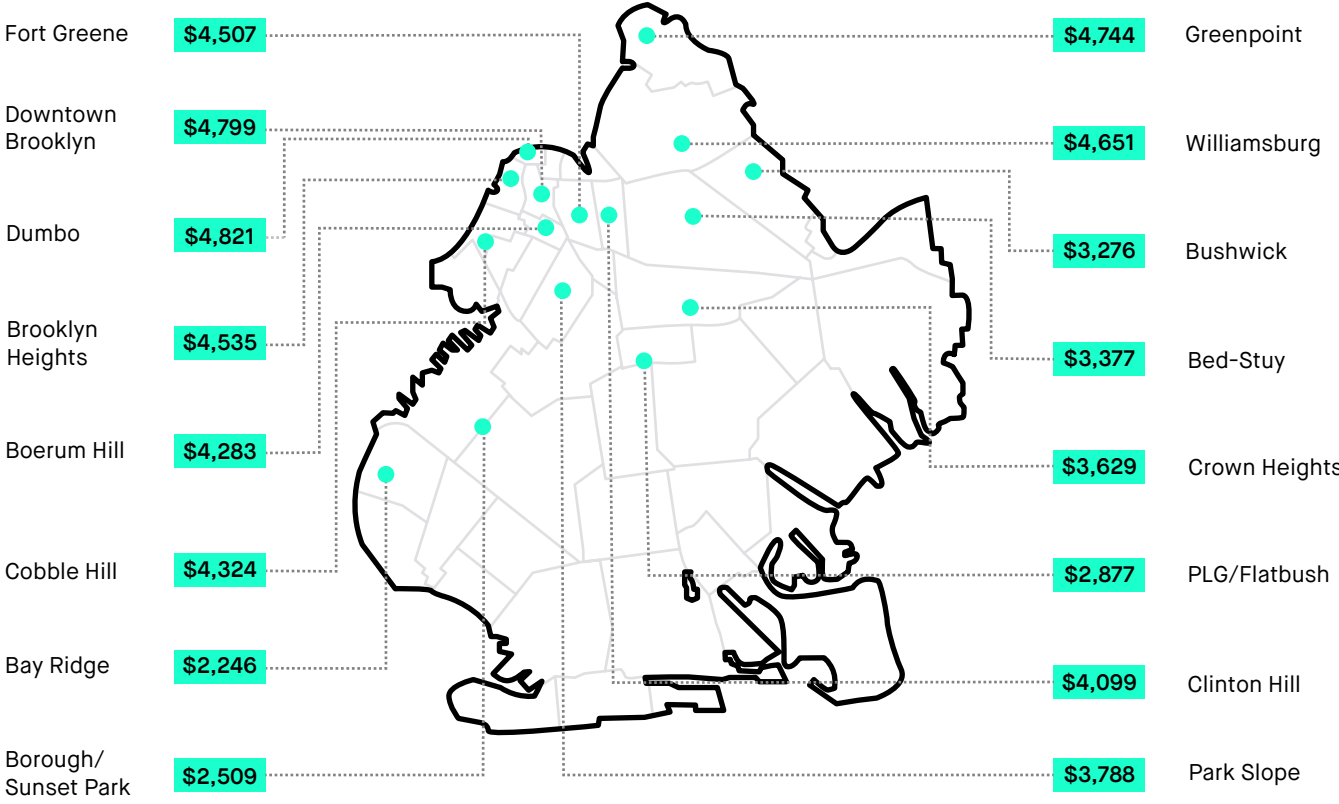 Fort Greene $4,507
Downtown
Brooklyn
$4,799
Dumbo $4,821
Brooklyn
Heights
$4,535
Boerum Hill $4,283
Cobble Hill $4,324
Bay Ridge $2,246
Borough/
Sunset Park
$2,509
$4,744 Greenpoint
$4,651 Williamsburg
$3,276 Bushwick
$3,377 Bed-Stuy
$3,629 Crown Heights
$2,877 PLG/Flatbush
$4,099 Clinton Hill
$3,788 Park Slope